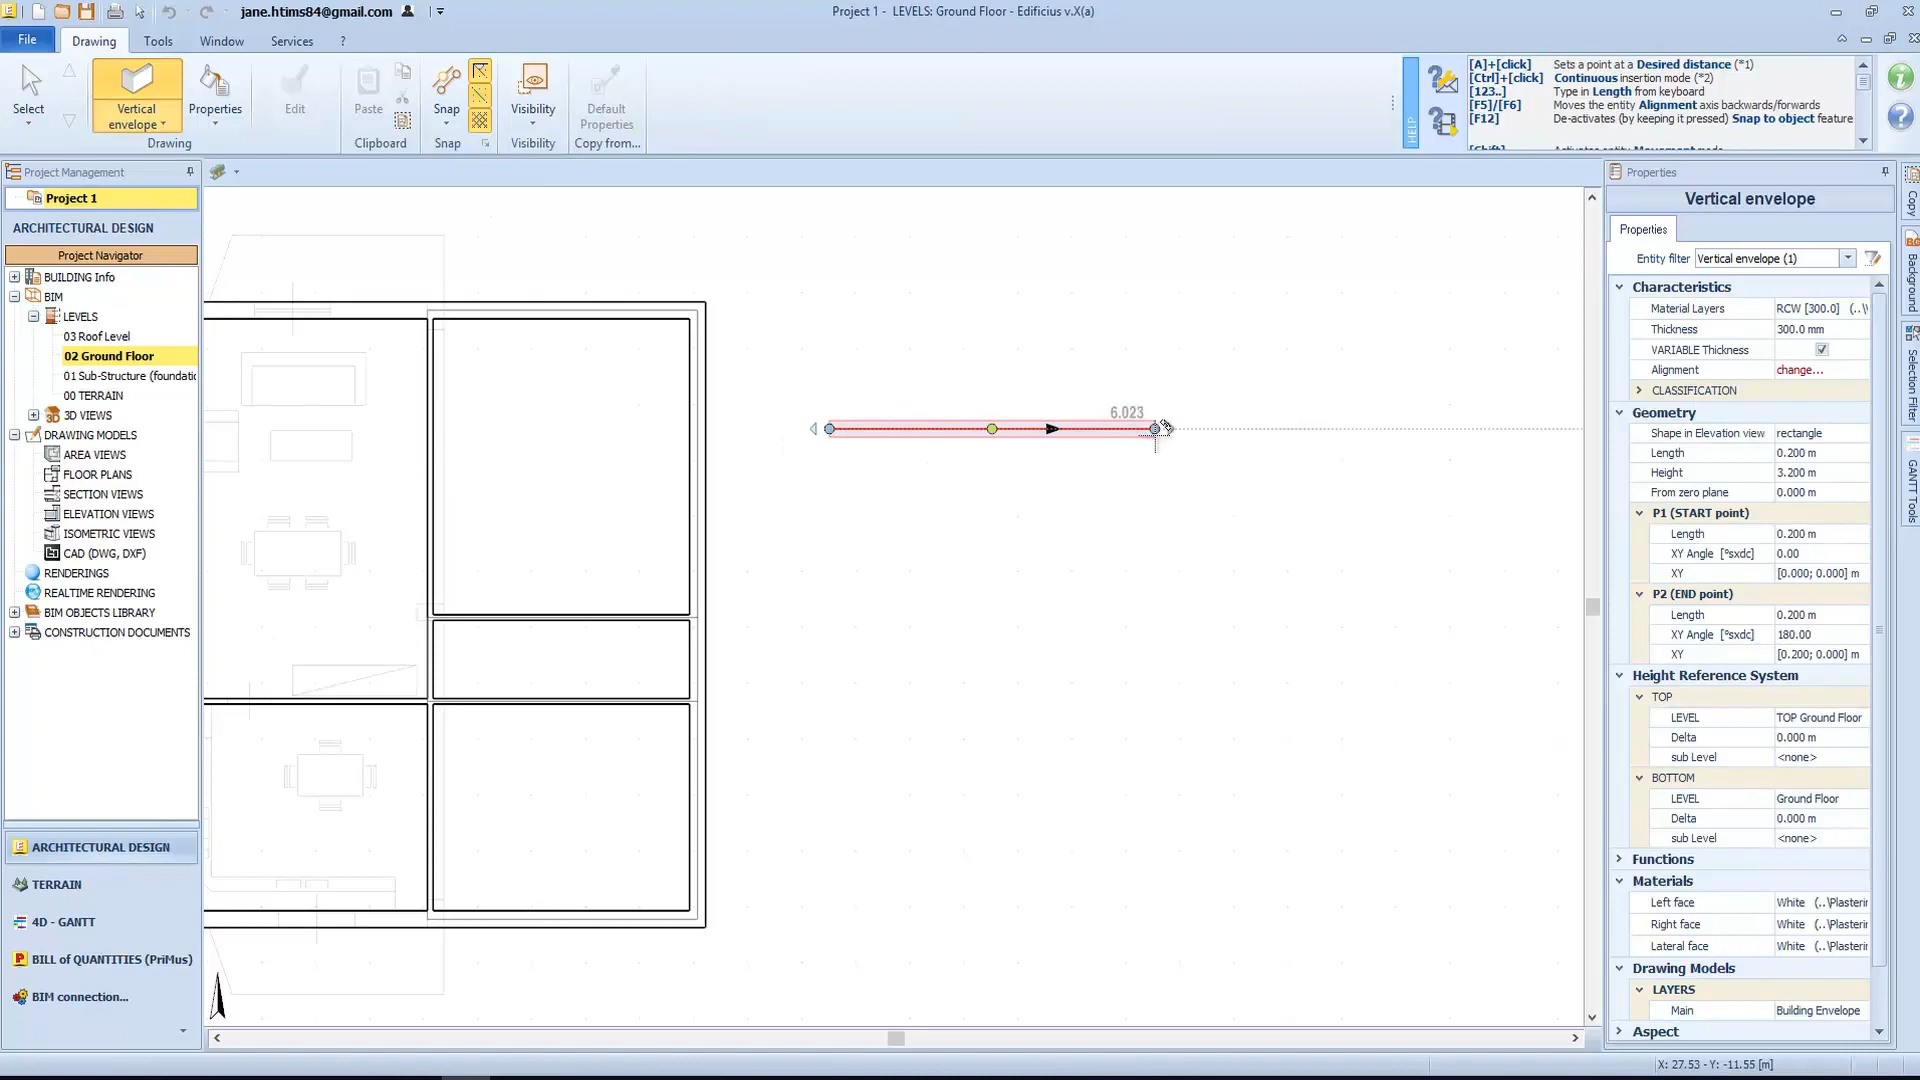 jane.htims84@gmail.com
Project 1 - LEVELS: Ground Floor - Edificius v.X(a)
File
Drawing
Tools
Window
Services
?
Select
Vertical envelope
Properties
Edit
Paste
Snap
Visibility
Default Properties
Drawing
Clipboard
Snap
Visibility
Copy from...
HELP
[A]+[click] Sets a point at a Desired distance (*1)
[Ctrl]+[click] Continuous insertion mode (*2)
[123..] Type in Length from keyboard
[F5]/[F6] Moves the entity Alignment axis backwards/forwards
[F12] De-activates (by keeping it pressed) Snap to object feature
Project Management
Project 1
ARCHITECTURAL DESIGN
Project Navigator
BUILDING Info
BIM
LEVELS
03 Roof Level
02 Ground Floor
01 Sub-Structure (foundatio
00 TERRAIN
3D VIEWS
DRAWING MODELS
AREA VIEWS
FLOOR PLANS
SECTION VIEWS
ELEVATION VIEWS
ISOMETRIC VIEWS
CAD (DWG, DXF)
RENDERINGS
REALTIME RENDERING
BIM OBJECTS LIBRARY
CONSTRUCTION DOCUMENTS
ARCHITECTURAL DESIGN
TERRAIN
4D - GANTT
BILL of QUANTITIES (PriMus)
BIM connection...
6.023
Properties
Vertical envelope
Properties
Entity filter Vertical envelope (1)
Characteristics
Material Layers RCW [300.0] (..\
Thickness 300.0 mm
VARIABLE Thickness
Alignment change...
CLASSIFICATION
Geometry
Shape in Elevation view rectangle
Length 0.200 m
Height 3.200 m
From zero plane 0.000 m
P1 (START point)
Length 0.200 m
XY Angle [°sxdc] 0.00
XY [0.000; 0.000] m
P2 (END point)
Length 0.200 m
XY Angle [°sxdc] 180.00
XY [0.200; 0.000] m
Height Reference System
TOP
LEVEL TOP Ground Floor
Delta 0.000 m
sub Level <none>
BOTTOM
LEVEL Ground Floor
Delta 0.000 m
sub Level <none>
Functions
Materials
Left face White (..\Plasterin
Right face White (..\Plasterin
Lateral face White (..\Plasterin
Drawing Models
LAYERS
Main Building Envelope
Aspect
Copy
Background
Selection Filter
GANTT Tools
X: 27.53 - Y: -11.55 [m]